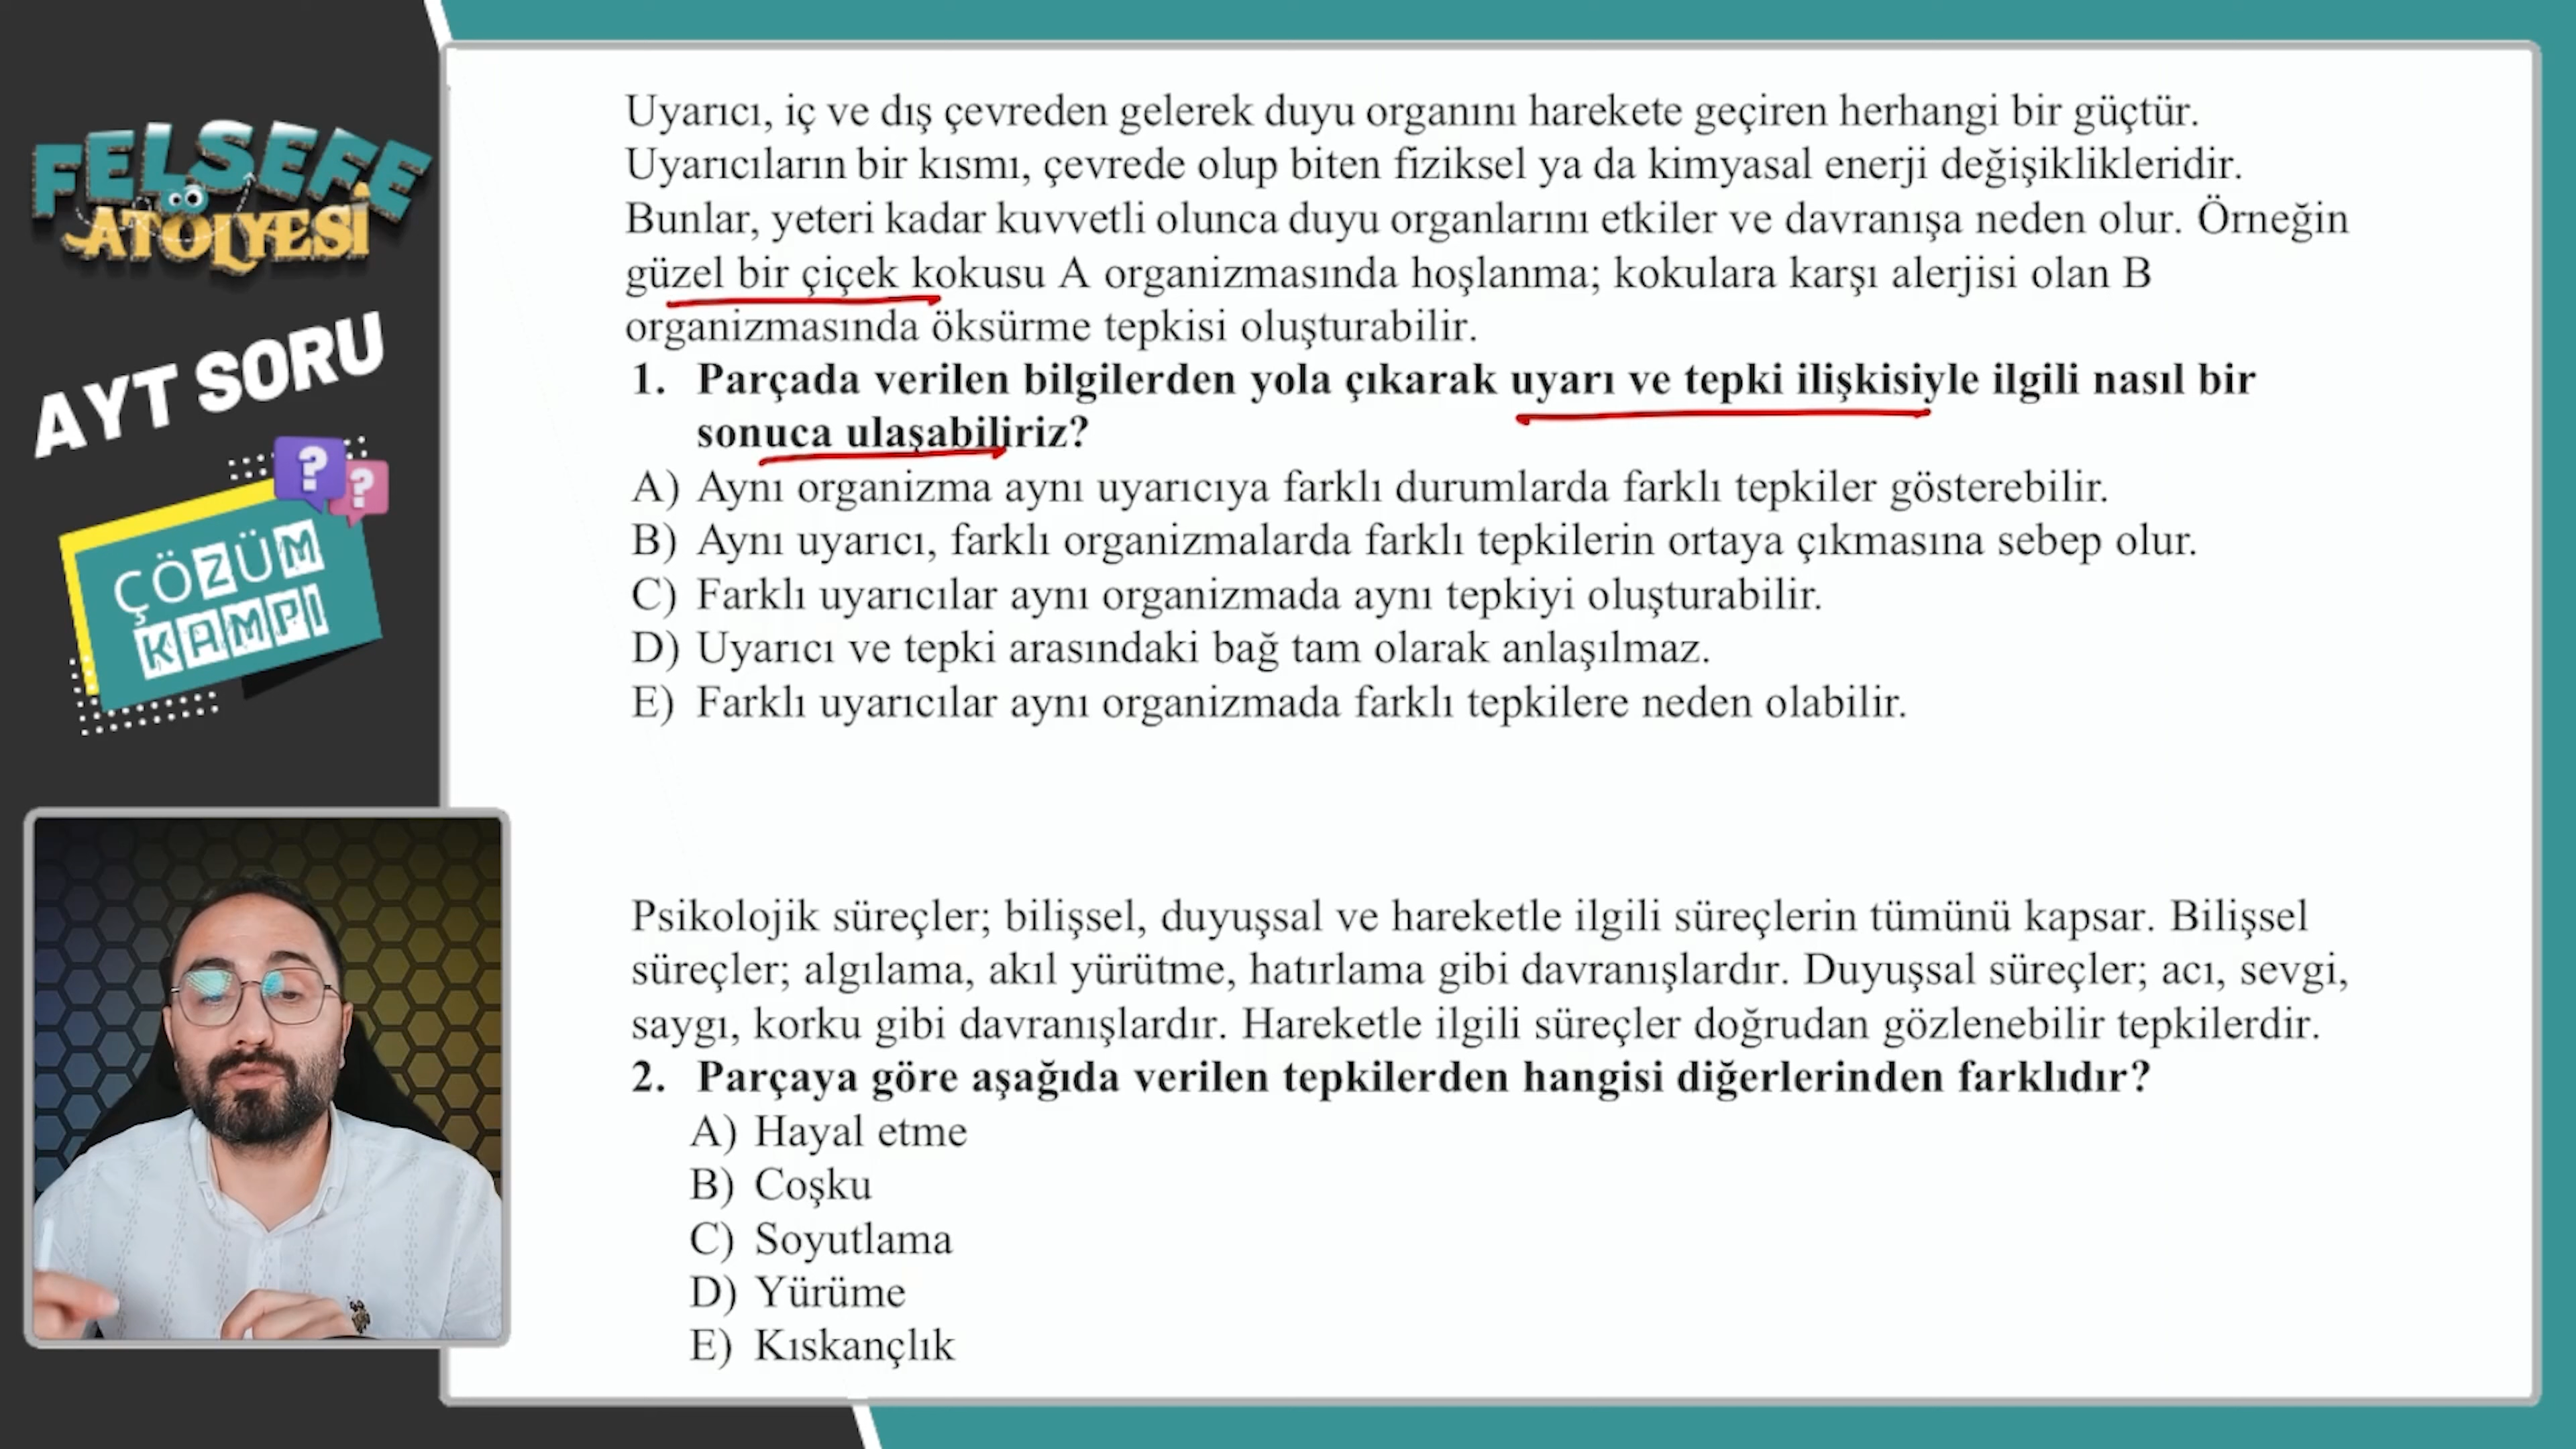 FELSEFE
ATÖLYESİ
AYT SORU
?
?
ÇÖZÜM
KAMPI
Uyarıcı, iç ve dış çevreden gelerek duyu organını harekete geçiren herhangi bir güçtür.
Uyarıcıların bir kısmı, çevrede olup biten fiziksel ya da kimyasal enerji değişiklikleridir.
Bunlar, yeteri kadar kuvvetli olunca duyu organlarını etkiler ve davranışa neden olur. Örneğin
güzel bir çiçek kokusu A organizmasında hoşlanma; kokulara karşı alerjisi olan B
organizmasında öksürme tepkisi oluşturabilir.
1. Parçada verilen bilgilerden yola çıkarak uyarı ve tepki ilişkisiyle ilgili nasıl bir
sonuca ulaşabiliriz?
A) Aynı organizma aynı uyarıcıya farklı durumlarda farklı tepkiler gösterebilir.
B) Aynı uyarıcı, farklı organizmalarda farklı tepkilerin ortaya çıkmasına sebep olur.
C) Farklı uyarıcılar aynı organizmada aynı tepkiyi oluşturabilir.
D) Uyarıcı ve tepki arasındaki bağ tam olarak anlaşılmaz.
E) Farklı uyarıcılar aynı organizmada farklı tepkilere neden olabilir.
Psikolojik süreçler; bilişsel, duyuşsal ve hareketle ilgili süreçlerin tümünü kapsar. Bilişsel
süreçler; algılama, akıl yürütme, hatırlama gibi davranışlardır. Duyuşsal süreçler; acı, sevgi,
saygı, korku gibi davranışlardır. Hareketle ilgili süreçler doğrudan gözlenebilir tepkilerdir.
2. Parçaya göre aşağıda verilen tepkilerden hangisi diğerlerinden farklıdır?
A) Hayal etme
B) Coşku
C) Soyutlama
D) Yürüme
E) Kıskançlık